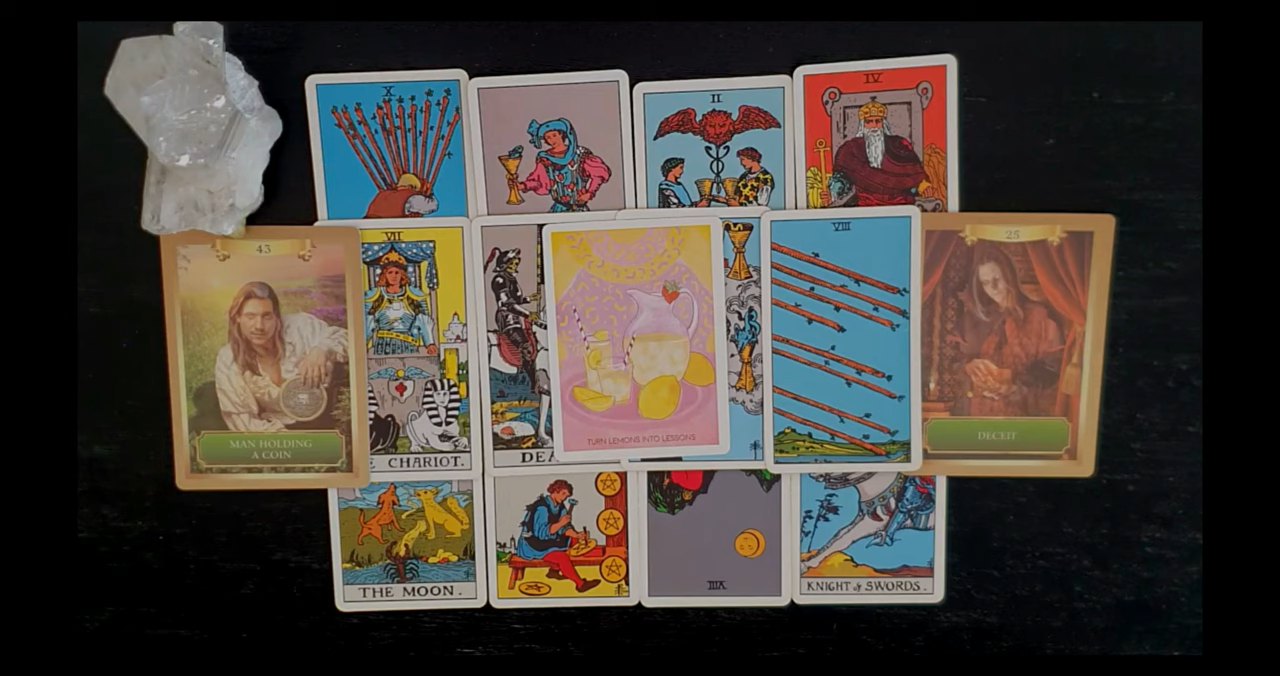 X
II
IV
43
MAN HOLDING
A COIN
VII
E CHARIOT.
DEA
TURN LEMONS INTO LESSONS
VIII
25
DECEIT
THE MOON.
VIII
KNIGHT of SWORDS.